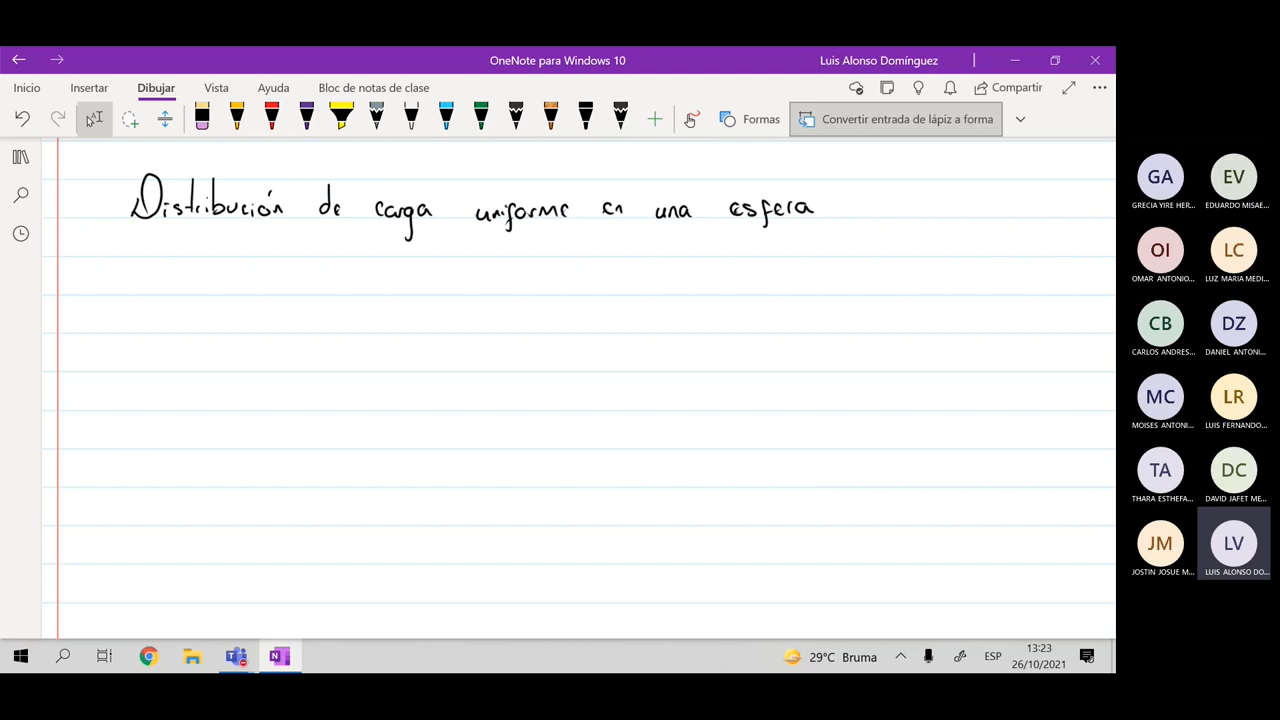 OneNote para Windows 10
Luis Alonso Domínguez
Inicio
Insertar
Dibujar
Vista
Ayuda
Bloc de notas de clase
Compartir
Formas
Convertir entrada de lápiz a forma
Distribución de carga uniforme en una esfera
GA
EV
GRECIA YIRE HER...
EDUARDO MISAE...
OI
LC
OMAR ANTONIO...
LUZ MARIA MEDI...
CB
DZ
CARLOS ANDRES...
DANIEL ANTONI...
MC
LR
MOISES ANTONI...
LUIS FERNANDO...
TA
DC
THARA ESTHEFA...
DAVID JAFET ME...
JM
LV
JOSTIN JOSUE M...
LUIS ALONSO DO...
29°C Bruma
ESP
13:23
26/10/2021